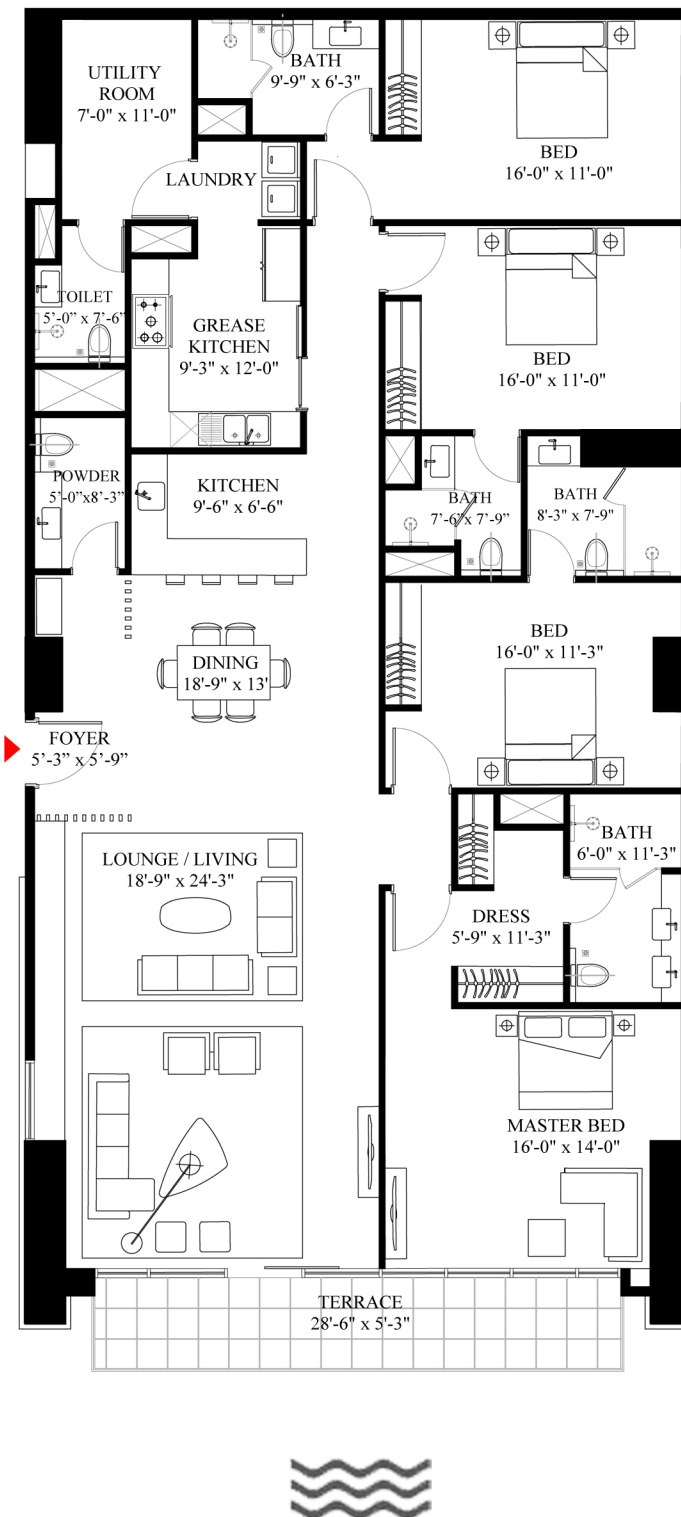 BATH
9'-9" x 6'-3"
UTILITY
ROOM
7'-0" x 11'-0"
BED
16'-0" x 11'-0"
LAUNDRY
TOILET
5'-0" x 7'-6"
GREASE
KITCHEN
9'-3" x 12'-0"
BED
16'-0" x 11'-0"
POWDER
5'-0"x8'-3"
KITCHEN
9'-6" x 6'-6"
BATH
7'-6"x 7'-9"
BATH
8'-3" x 7'-9"
DINING
18'-9" x 13'
BED
16'-0" x 11'-3"
FOYER
5'-3" x 5'-9"
LOUNGE / LIVING
18'-9" x 24'-3"
BATH
6'-0" x 11'-3"
DRESS
5'-9" x 11'-3"
MASTER BED
16'-0" x 14'-0"
TERRACE
28'-6" x 5'-3"